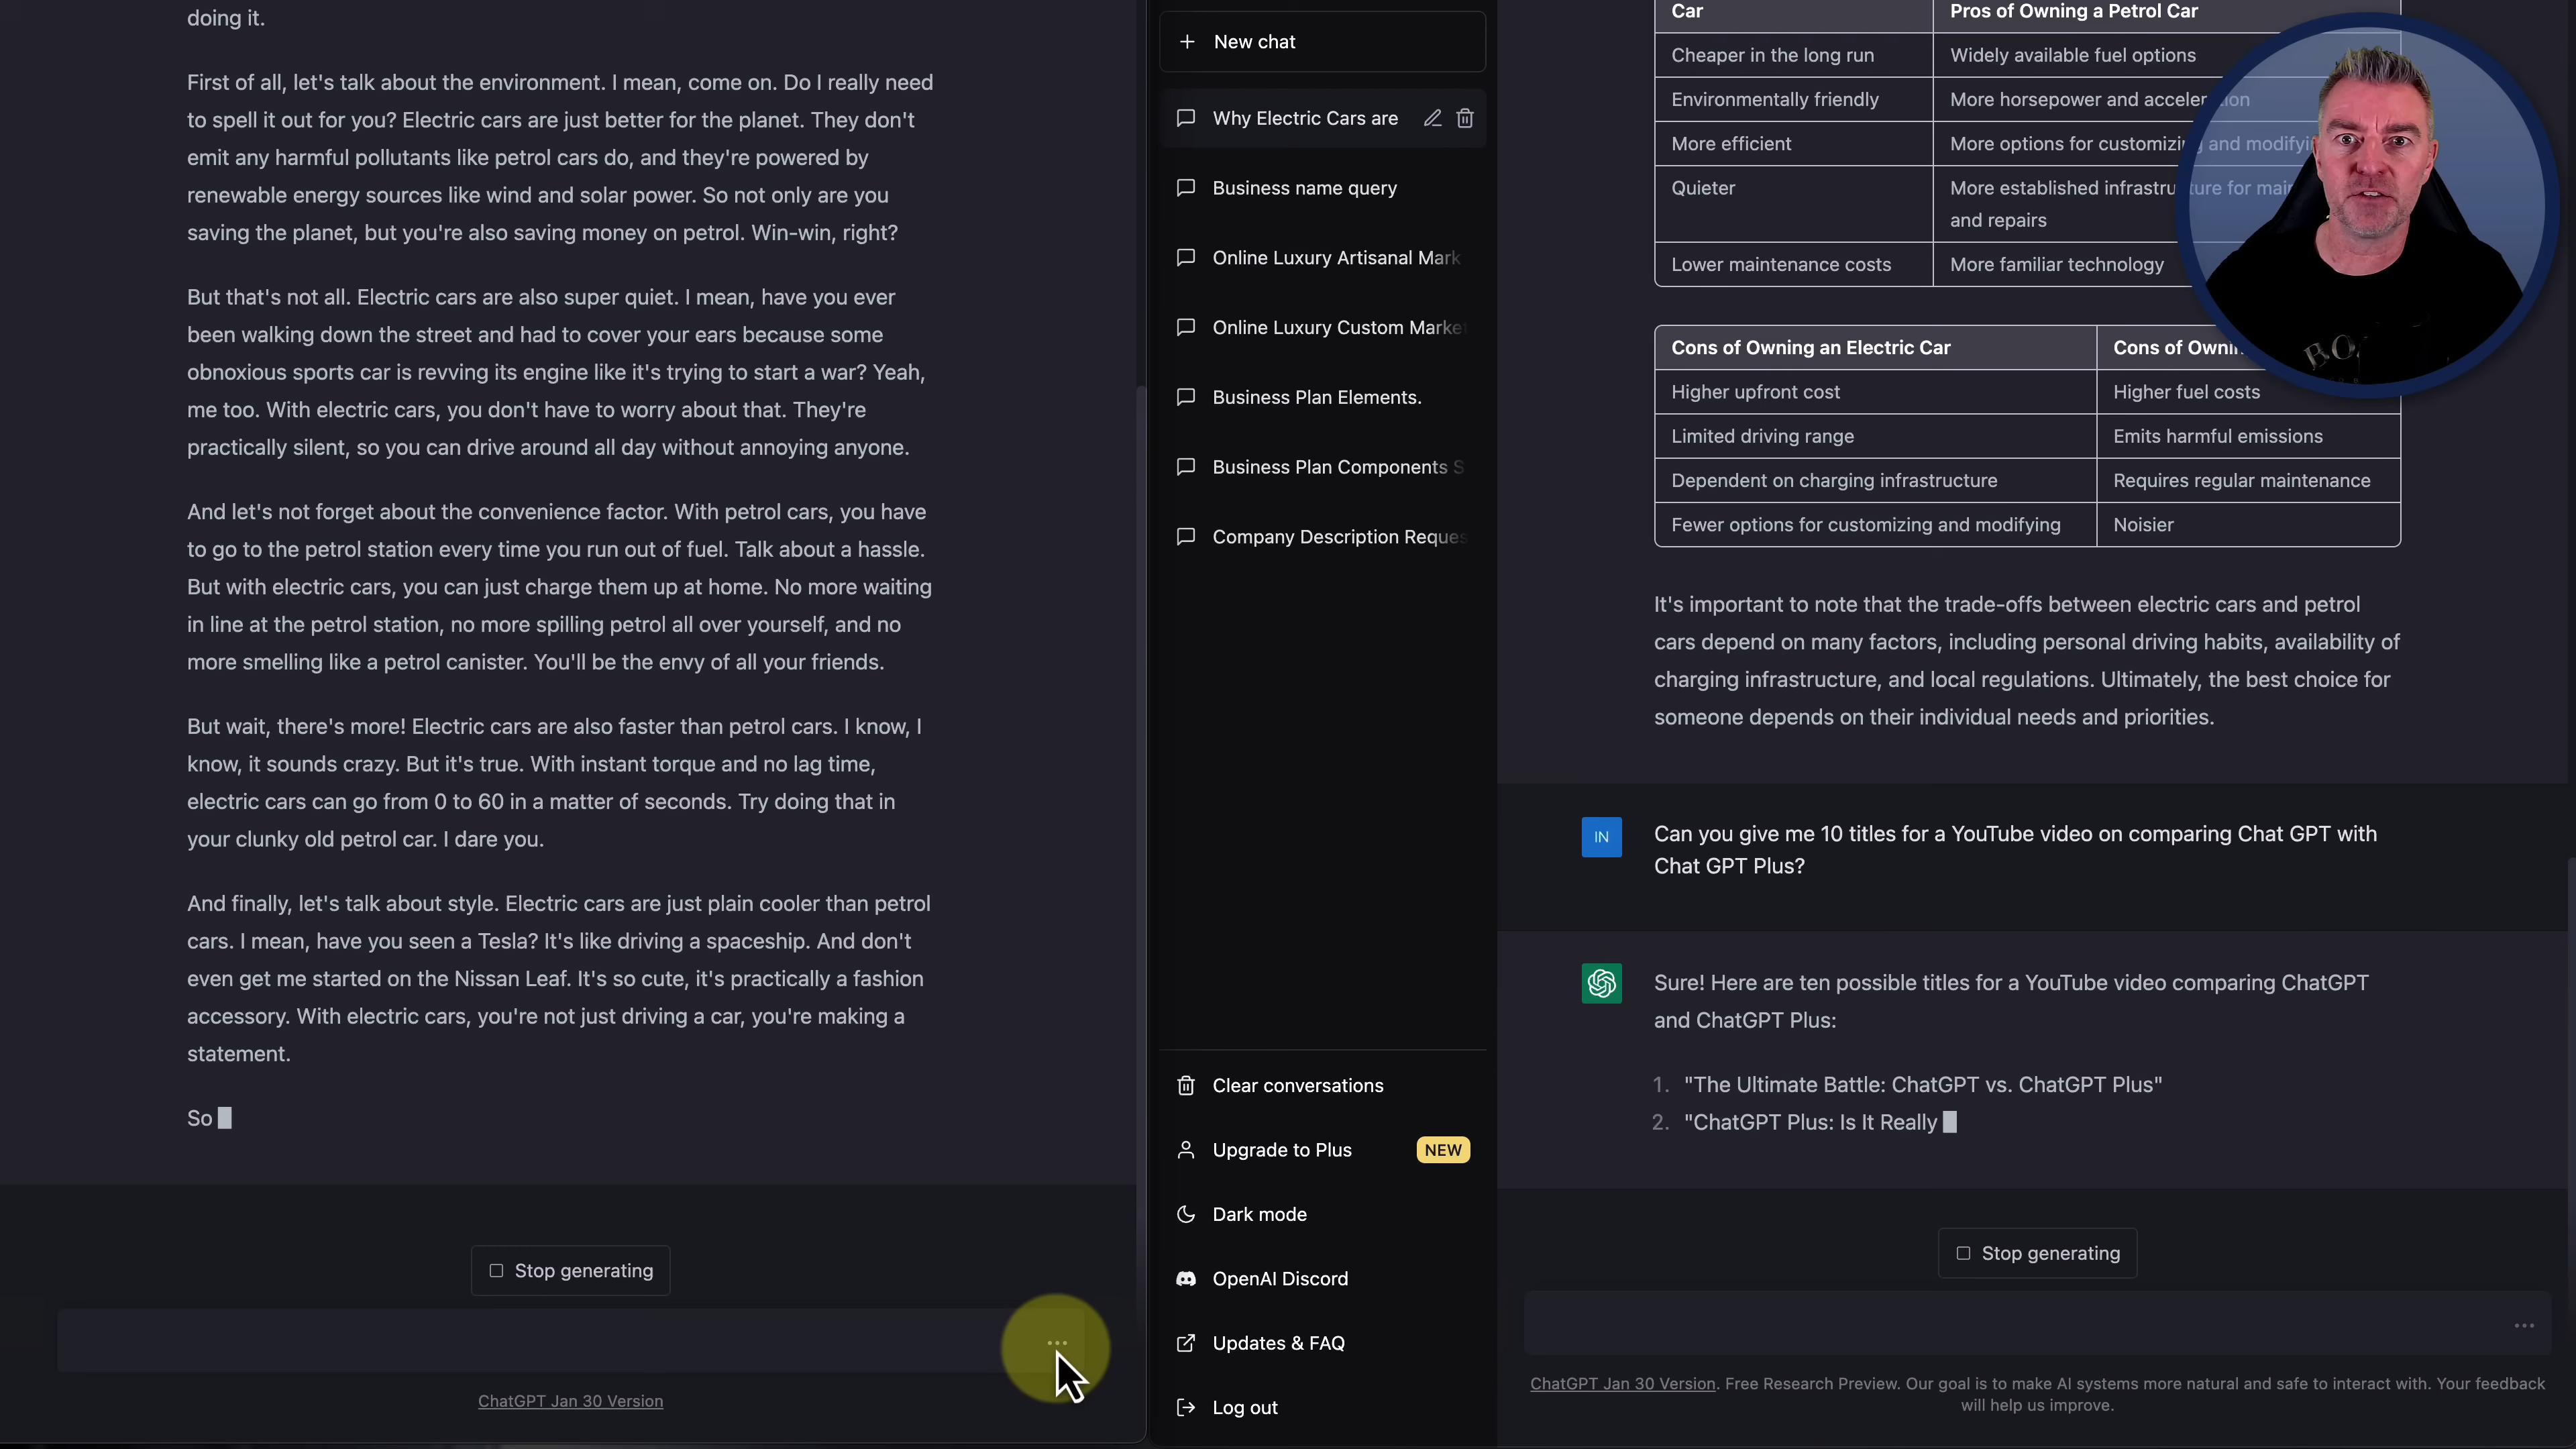 doing it.
First of all, let's talk about the environment. I mean, come on. Do I really need
to spell it out for you? Electric cars are just better for the planet. They don't
emit any harmful pollutants like petrol cars do, and they're powered by
renewable energy sources like wind and solar power. So not only are you
saving the planet, but you're also saving money on petrol. Win-win, right?
But that's not all. Electric cars are also super quiet. I mean, have you ever
been walking down the street and had to cover your ears because some
obnoxious sports car is revving its engine like it's trying to start a war? Yeah,
me too. With electric cars, you don't have to worry about that. They're
practically silent, so you can drive around all day without annoying anyone.
And let's not forget about the convenience factor. With petrol cars, you have
to go to the petrol station every time you run out of fuel. Talk about a hassle.
But with electric cars, you can just charge them up at home. No more waiting
in line at the petrol station, no more spilling petrol all over yourself, and no
more smelling like a petrol canister. You'll be the envy of all your friends.
But wait, there's more! Electric cars are also faster than petrol cars. I know, I
know, it sounds crazy. But it's true. With instant torque and no lag time,
electric cars can go from 0 to 60 in a matter of seconds. Try doing that in
your clunky old petrol car. I dare you.
And finally, let's talk about style. Electric cars are just plain cooler than petrol
cars. I mean, have you seen a Tesla? It's like driving a spaceship. And don't
even get me started on the Nissan Leaf. It's so cute, it's practically a fashion
accessory. With electric cars, you're not just driving a car, you're making a
statement.
So
Stop generating
ChatGPT Jan 30 Version
New chat
Why Electric Cars are
Business name query
Online Luxury Artisanal Mark
Online Luxury Custom Market
Business Plan Elements.
Business Plan Components S
Company Description Reques
Clear conversations
Upgrade to Plus NEW
Dark mode
OpenAI Discord
Updates & FAQ
Log out
Car Pros of Owning a Petrol Car
Cheaper in the long run Widely available fuel options
Environmentally friendly More horsepower and acceleration
More efficient More options for customizing and modifyi
Quieter More established infrastructure for mai
and repairs
Lower maintenance costs More familiar technology
Cons of Owning an Electric Car Cons of Ownin
Higher upfront cost Higher fuel costs
Limited driving range Emits harmful emissions
Dependent on charging infrastructure Requires regular maintenance
Fewer options for customizing and modifying Noisier
It's important to note that the trade-offs between electric cars and petrol
cars depend on many factors, including personal driving habits, availability of
charging infrastructure, and local regulations. Ultimately, the best choice for
someone depends on their individual needs and priorities.
IN
Can you give me 10 titles for a YouTube video on comparing Chat GPT with
Chat GPT Plus?
Sure! Here are ten possible titles for a YouTube video comparing ChatGPT
and ChatGPT Plus:
1. "The Ultimate Battle: ChatGPT vs. ChatGPT Plus"
2. "ChatGPT Plus: Is It Really
Stop generating
ChatGPT Jan 30 Version. Free Research Preview. Our goal is to make AI systems more natural and safe to interact with. Your feedback
will help us improve.